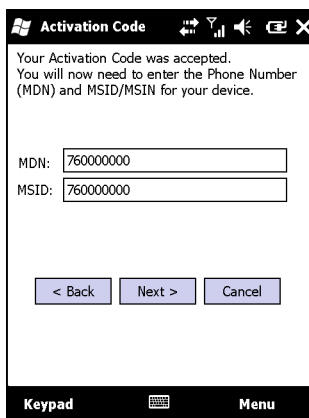 Activation Code
Your Activation Code was accepted.
You will now need to enter the Phone Number
(MDN) and MSID/MSIN for your device.
MDN: 760000000
MSID: 760000000
< Back Next > Cancel
Keypad Menu